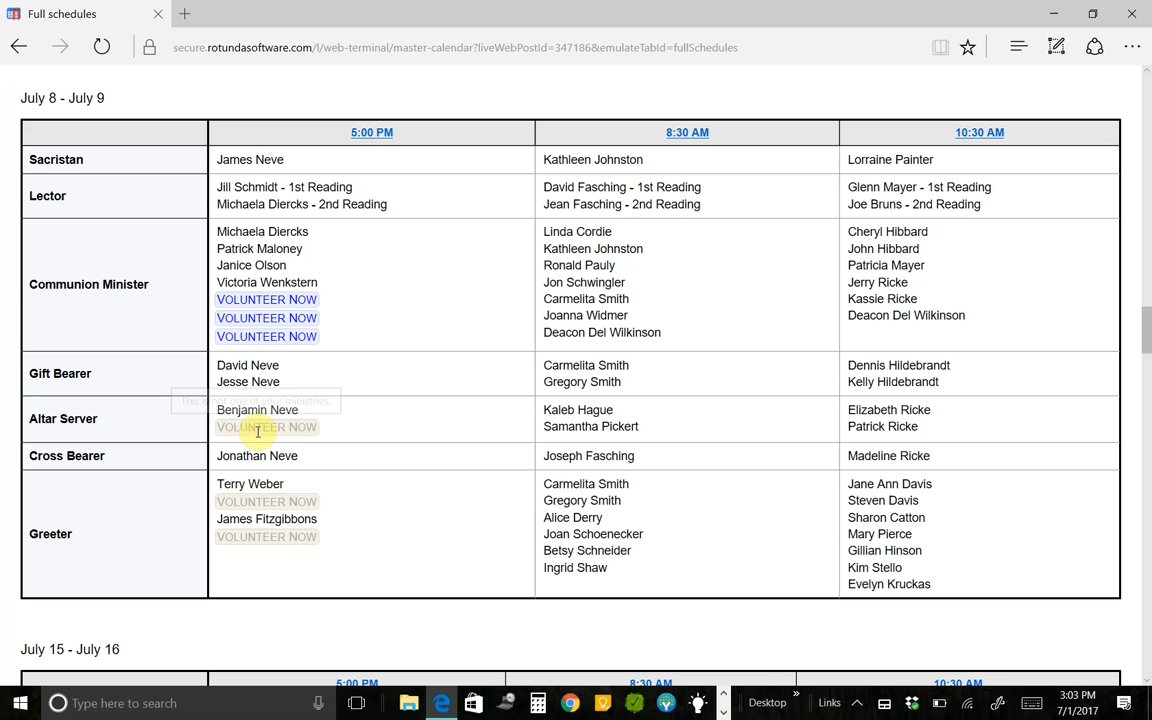 Full schedules
secure.rotundasoftware.com/l/web-terminal/master-calendar?liveWebPostId=347186&emulateTabId=fullSchedules
July 8 - July 9
5:00 PM 8:30 AM 10:30 AM
Sacristan James Neve Kathleen Johnston Lorraine Painter
Lector
Jill Schmidt - 1st Reading David Fasching - 1st Reading Glenn Mayer - 1st Reading
Michaela Diercks - 2nd Reading Jean Fasching - 2nd Reading Joe Bruns - 2nd Reading
Communion Minister
Michaela Diercks Linda Cordie Cheryl Hibbard
Patrick Maloney Kathleen Johnston John Hibbard
Janice Olson Ronald Pauly Patricia Mayer
Victoria Wenkstern Jon Schwingler Jerry Ricke
VOLUNTEER NOW Carmelita Smith Kassie Ricke
VOLUNTEER NOW Joanna Widmer Deacon Del Wilkinson
VOLUNTEER NOW Deacon Del Wilkinson
Gift Bearer
David Neve Carmelita Smith Dennis Hildebrandt
Jesse Neve Gregory Smith Kelly Hildebrandt
This is not one of your ministries.
Altar Server
Benjamin Neve Kaleb Hague Elizabeth Ricke
VOLUNTEER NOW Samantha Pickert Patrick Ricke
Cross Bearer Jonathan Neve Joseph Fasching Madeline Ricke
Greeter
Terry Weber Carmelita Smith Jane Ann Davis
VOLUNTEER NOW Gregory Smith Steven Davis
James Fitzgibbons Alice Derry Sharon Catton
VOLUNTEER NOW Joan Schoenecker Mary Pierce
Betsy Schneider Gillian Hinson
Ingrid Shaw Kim Stello
Evelyn Kruckas
July 15 - July 16
5:00 PM 8:30 AM 10:30 AM
Type here to search
Desktop
Links
3:03 PM
7/1/2017